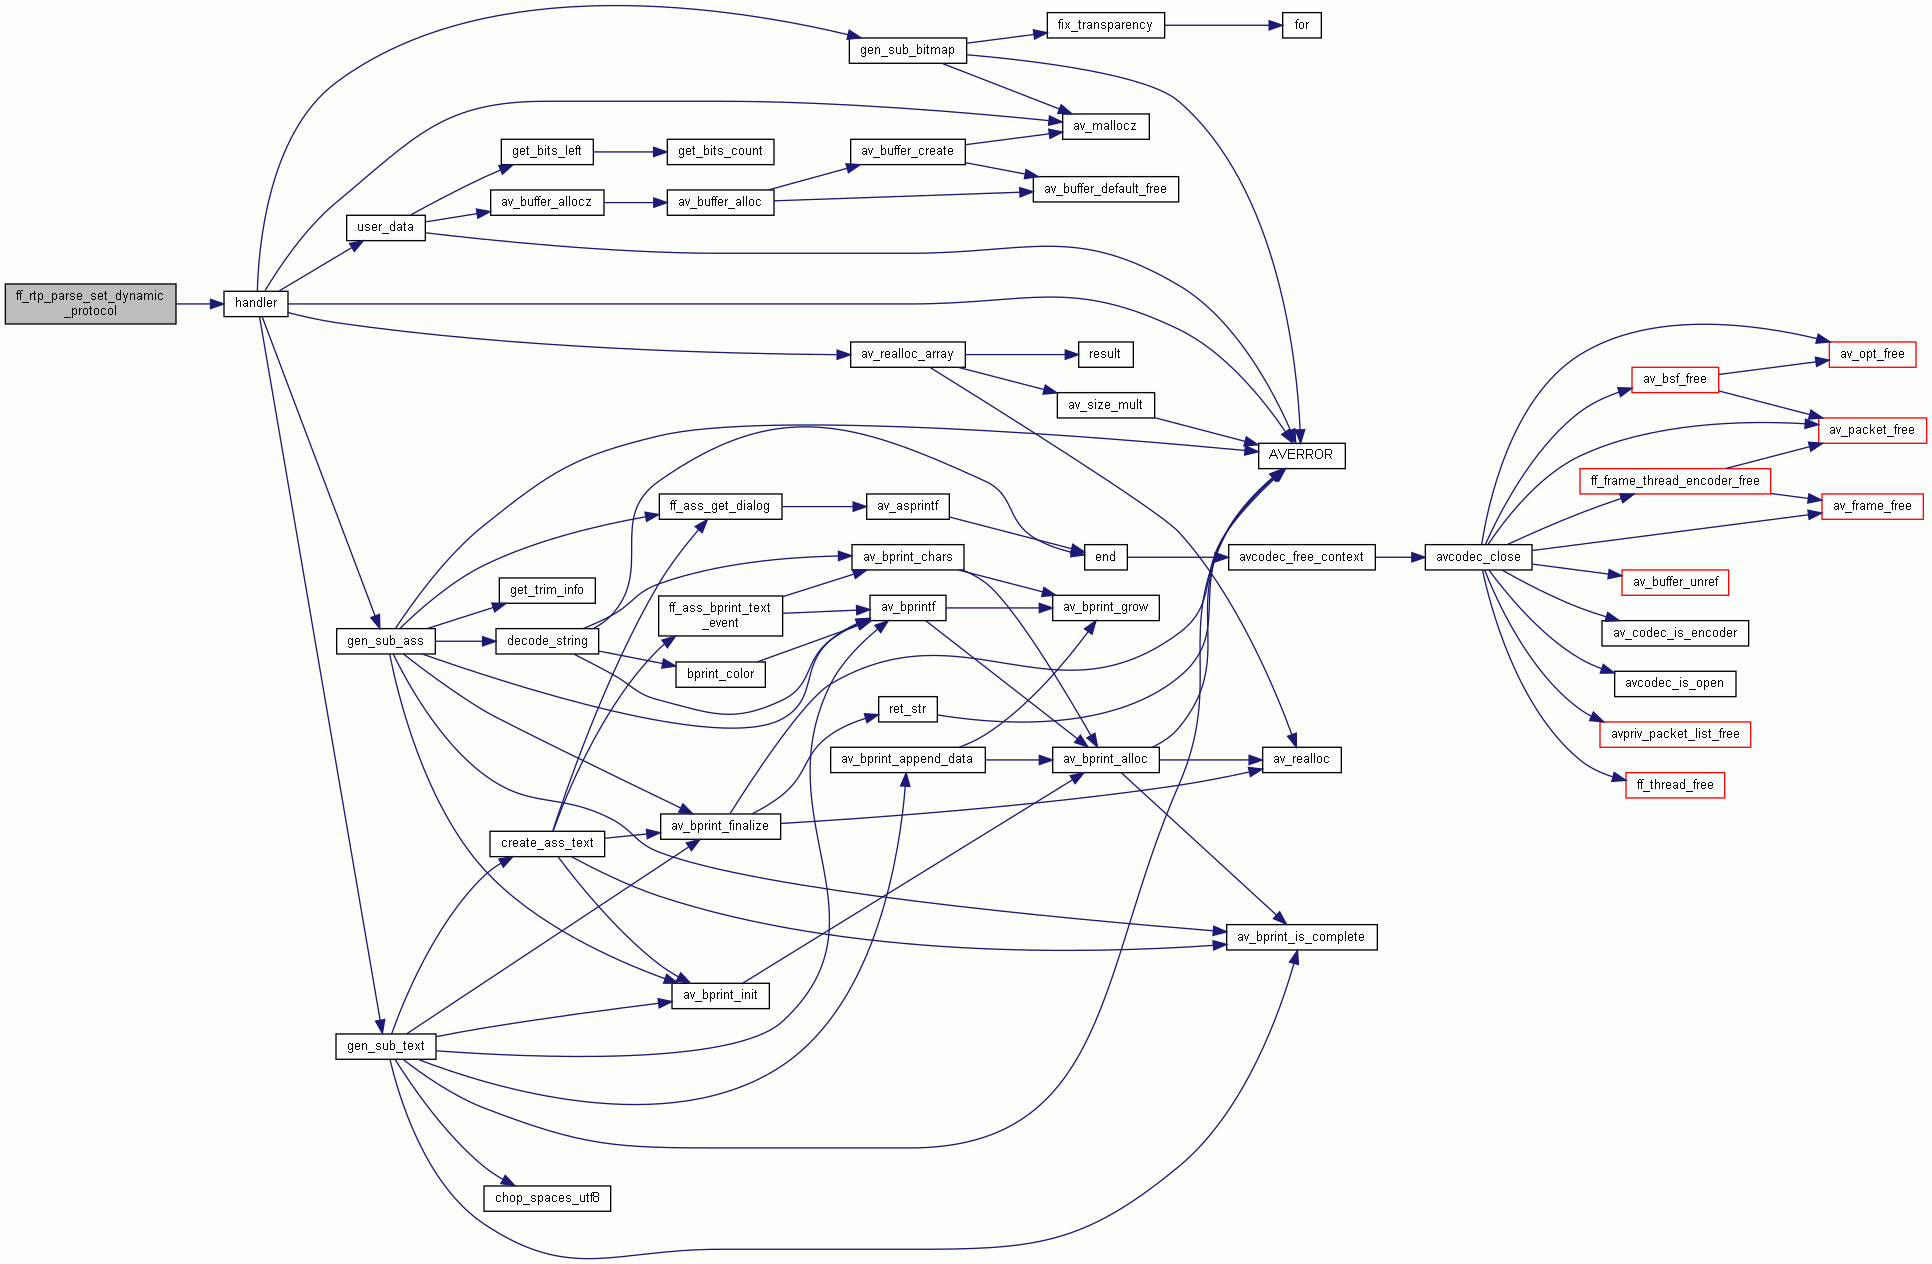 fix_transparency
for
gen_sub_bitmap
av_mallocz
get_bits_left
get_bits_count
av_buffer_create
av_buffer_default_free
av_buffer_allocz
av_buffer_alloc
user_data
ff_rtp_parse_set_dynamic
_protocol
handler
av_realloc_array
result
av_opt_free
av_bsf_free
av_size_mult
av_packet_free
AVERROR
ff_frame_thread_encoder_free
ff_ass_get_dialog
av_asprintf
av_frame_free
av_bprint_chars
end
avcodec_free_context
avcodec_close
get_trim_info
av_buffer_unref
ff_ass_bprint_text
_event
av_bprintf
av_bprint_grow
gen_sub_ass
decode_string
av_codec_is_encoder
bprint_color
avcodec_is_open
ret_str
avpriv_packet_list_free
av_bprint_append_data
av_bprint_alloc
av_realloc
ff_thread_free
av_bprint_finalize
create_ass_text
av_bprint_is_complete
av_bprint_init
gen_sub_text
chop_spaces_utf8